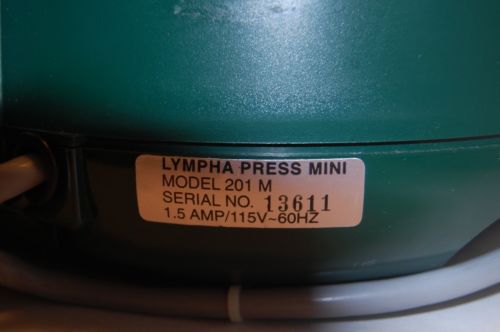 LYMPHA PRESS MINI
MODEL 201 M
SERIAL NO. 13611
1.5 AMP/115V~60HZ